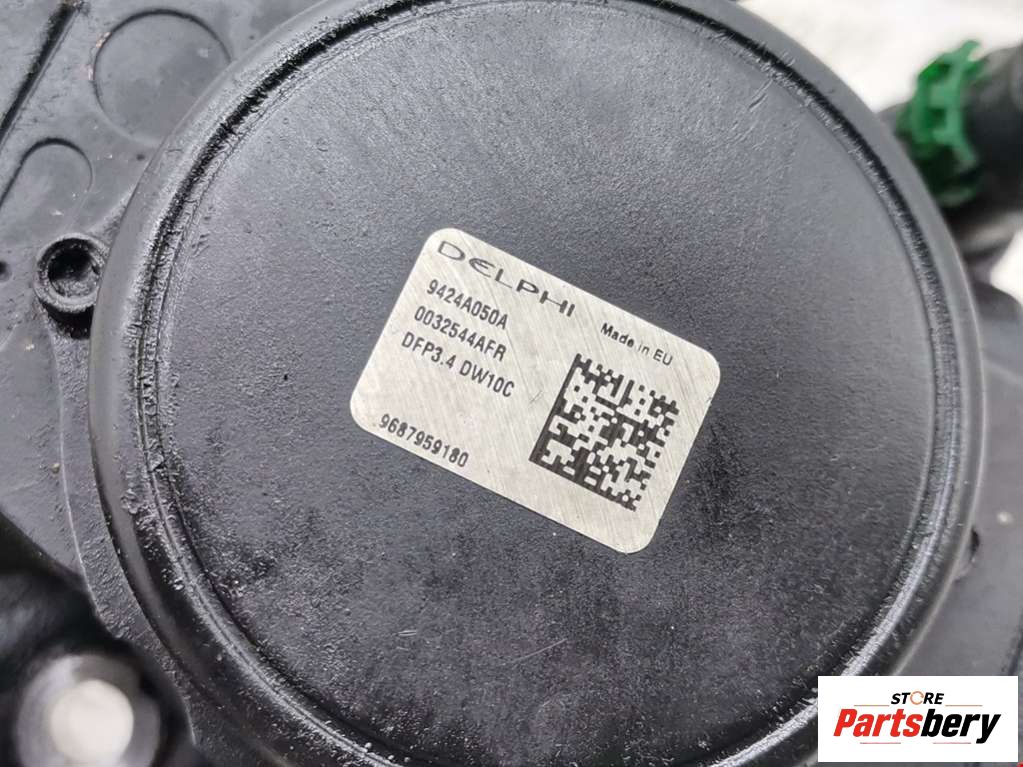 DELPHI
9424A050A
Made in EU
0032544AFR
DFP3.4 DW10C
9687959180
STORE
Partsbery